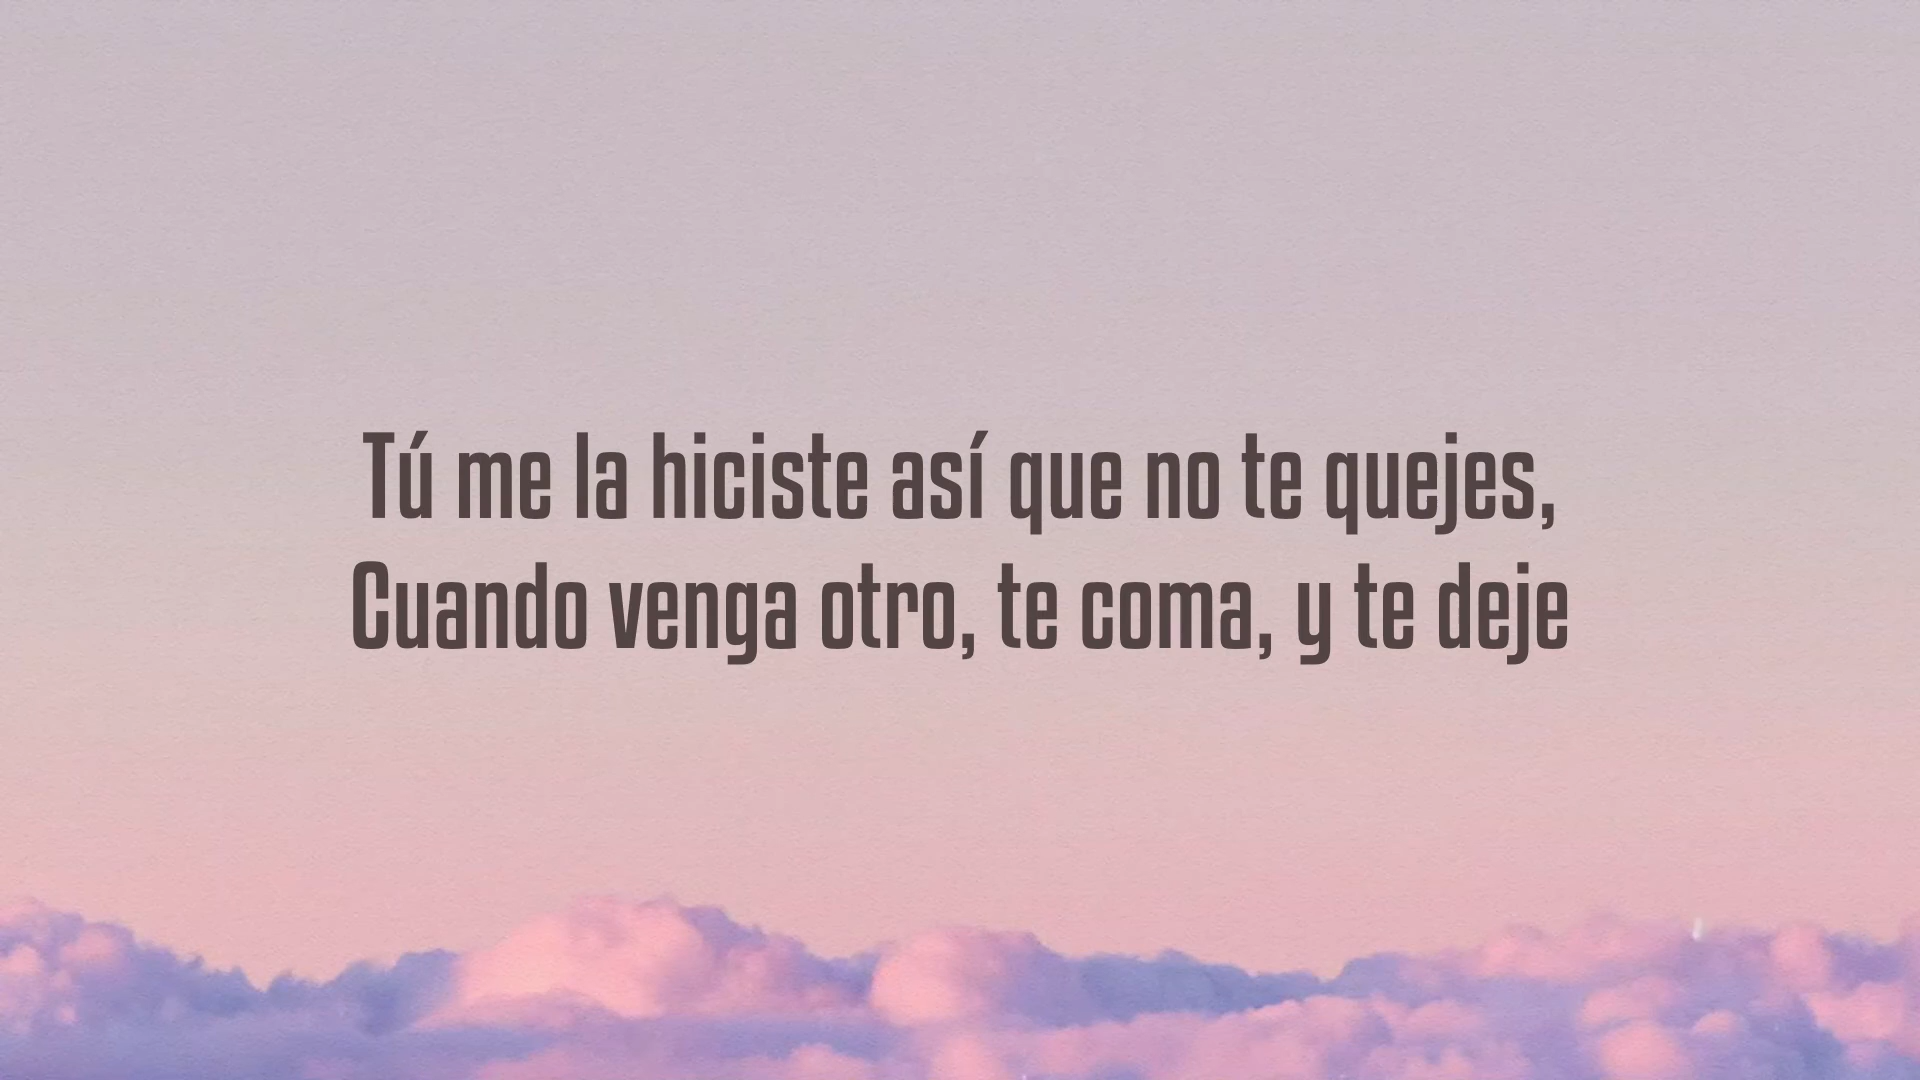 Tú me la hiciste así que no te quejes,
Cuando venga otro, te coma, y te deje